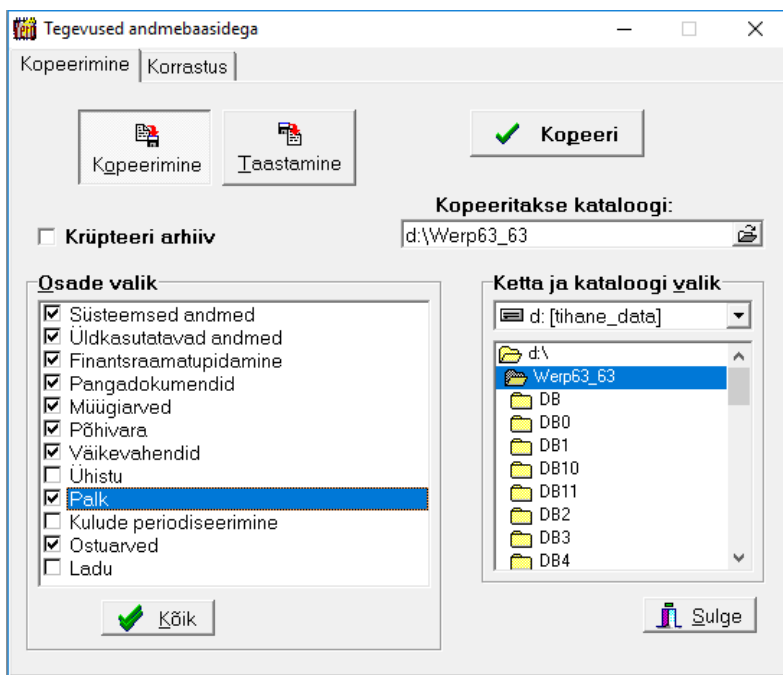 Tegevused andmebaasidega
Kopeerimine Korrastus
Kopeerimine Taastamine Kopeeri
Kopeeritakse kataloogi:
Krüpteeri arhiiv d:\Werp63_63
Osade valik
Süsteemsed andmed
Üldkasutatavad andmed
Finantsraamatupidamine
Pangadokumendid
Müügiarved
Põhivara
Väikevahendid
Ühistu
Palk
Kulude periodiseerimine
Ostuarved
Ladu
Kõik
Ketta ja kataloogi valik
d: [tihane_data]
d:\
Werp63_63
DB
DB0
DB1
DB10
DB11
DB2
DB3
DB4
Sulge